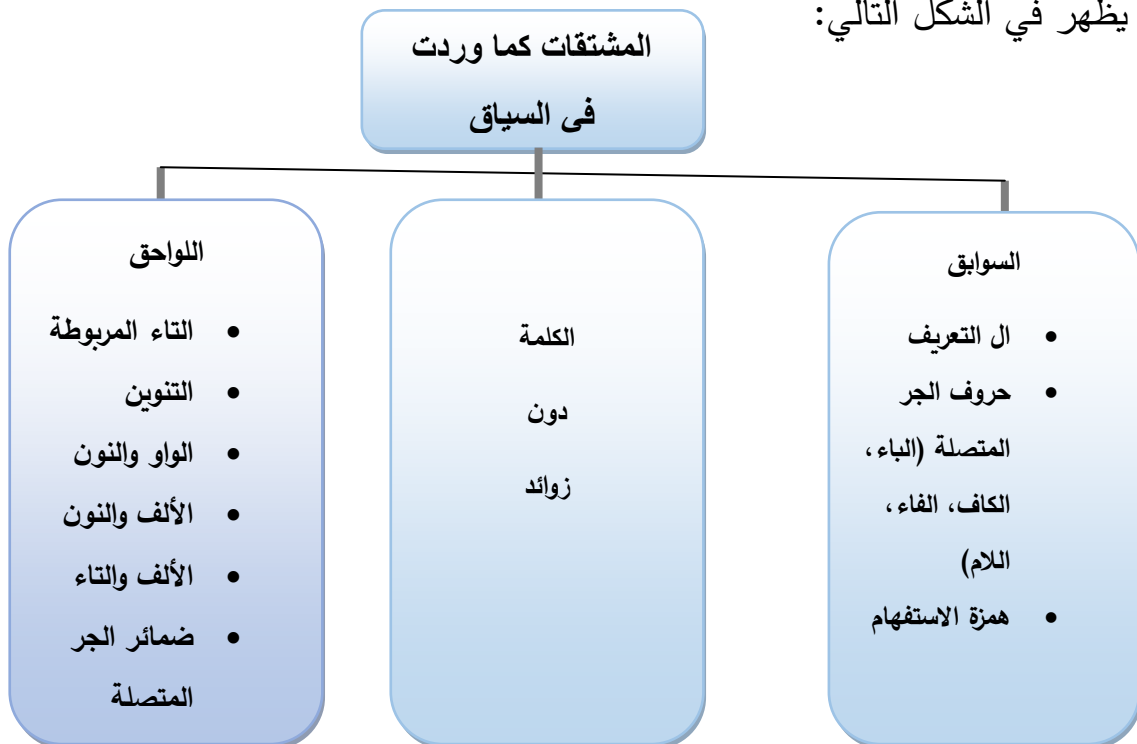 يظهر في الشكل التالي:
المشتقات كما وردت
فى السياق
السوابق
• ال التعريف
• حروف الجر
المتصلة (الباء،
الكاف، الفاء،
اللام)
• همزة الاستفهام
الكلمة
دون
زوائد
اللواحق
• التاء المربوطة
• التنوين
• الواو والنون
• الألف والنون
• الألف والتاء
• ضمائر الجر
المتصلة